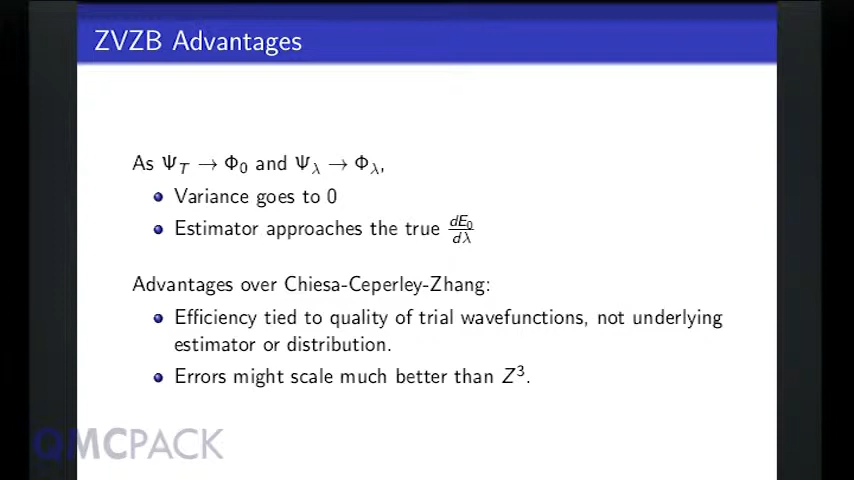 ZVZB Advantages
As Ψ_T → Φ_0 and Ψ_λ → Φ_λ,
Variance goes to 0
Estimator approaches the true dE_0/dλ
Advantages over Chiesa-Ceperley-Zhang:
Efficiency tied to quality of trial wavefunctions, not underlying
estimator or distribution.
Errors might scale much better than Z^3.
QMCPACK